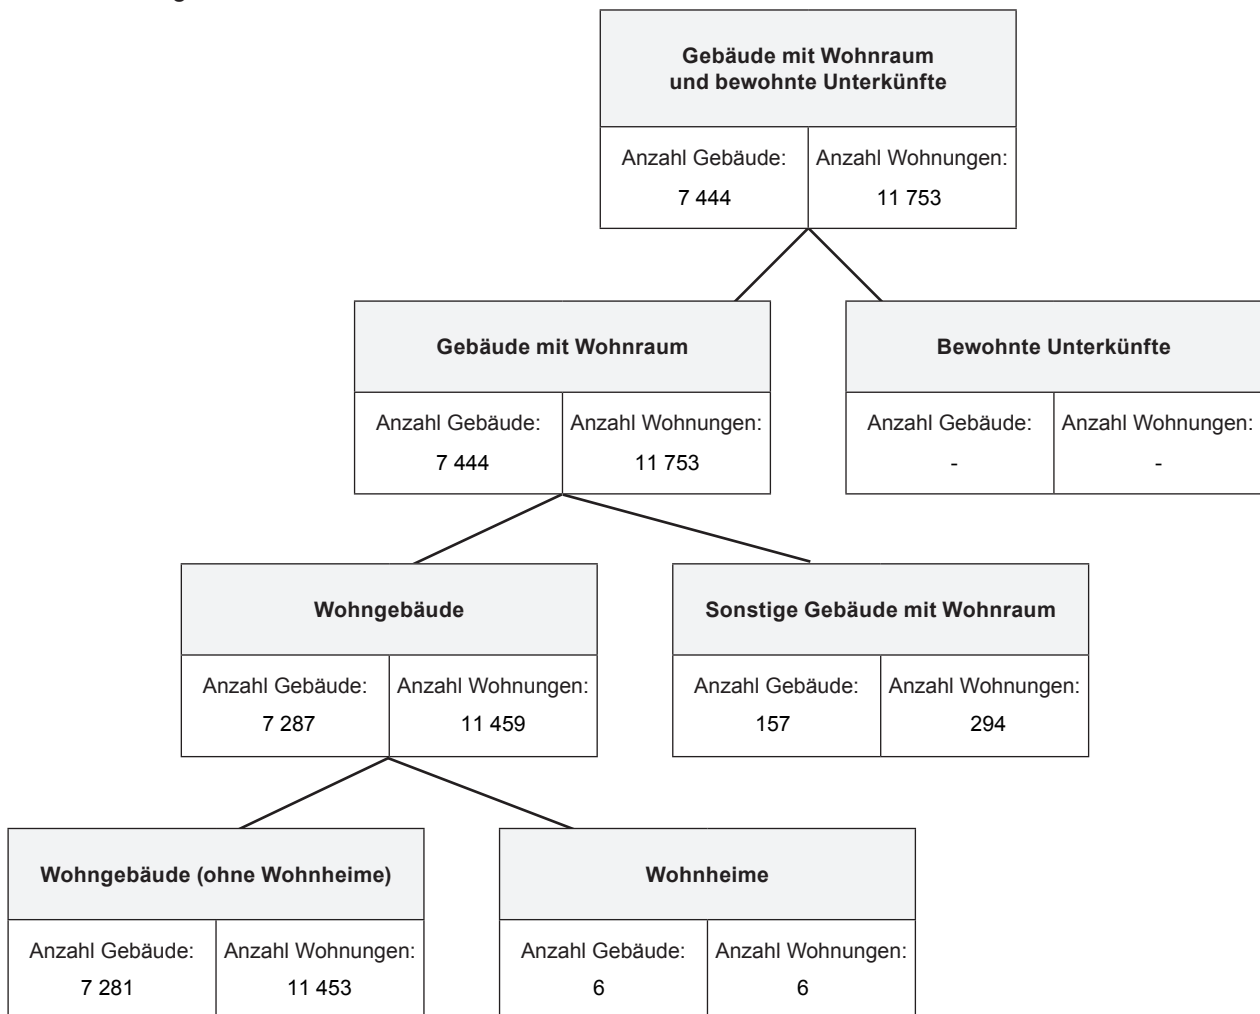 Gebäude mit Wohnraum
und bewohnte Unterkünfte
Anzahl Gebäude: Anzahl Wohnungen:
7 444 11 753
Gebäude mit Wohnraum Bewohnte Unterkünfte
Anzahl Gebäude: Anzahl Wohnungen: Anzahl Gebäude: Anzahl Wohnungen:
7 444 11 753 - -
Wohngebäude Sonstige Gebäude mit Wohnraum
Anzahl Gebäude: Anzahl Wohnungen: Anzahl Gebäude: Anzahl Wohnungen:
7 287 11 459 157 294
Wohngebäude (ohne Wohnheime) Wohnheime
Anzahl Gebäude: Anzahl Wohnungen: Anzahl Gebäude: Anzahl Wohnungen:
7 281 11 453 6 6